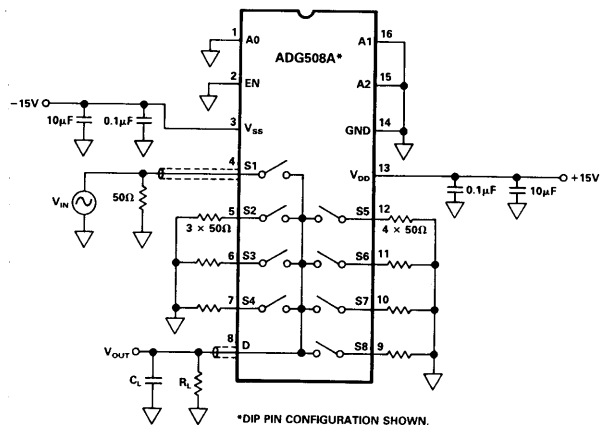 ADG508A*
1 A0
16 A1
2 EN
15 A2
−15V
10μF
0.1μF
3 VSS
14 GND
4 S1
13 VDD
+15V
0.1μF
10μF
VIN
50Ω
5 S2
12 S5
3 × 50Ω
4 × 50Ω
6 S3
11 S6
7 S4
10 S7
8 D
9 S8
VOUT
CL
RL
*DIP PIN CONFIGURATION SHOWN.